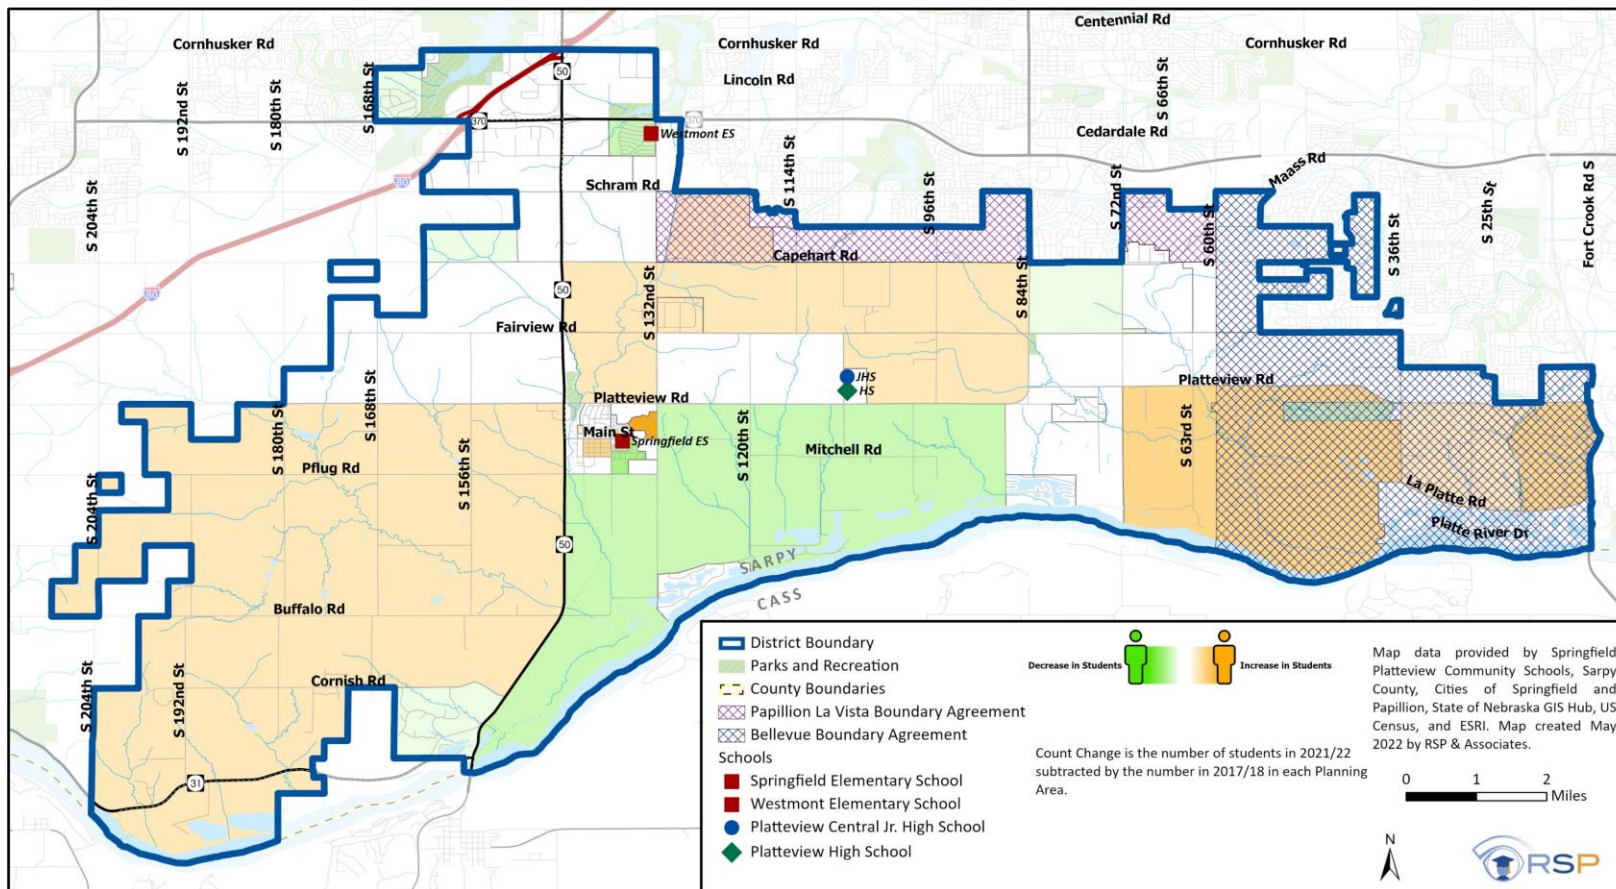 Centennial Rd
Cornhusker Rd
Cornhusker Rd
Cornhusker Rd
Lincoln Rd
S 66th St
S 192nd St
S 180th St
S 168th St
50
370
370
Westmont ES
Cedardale Rd
Maass Rd
80
Schram Rd
S 114th St
S 96th St
S 72nd St
S 204th St
S 60th St
S 36th St
S 25th St
Fort Crook Rd S
Capehart Rd
80
50
S 132nd St
S 84th St
Fairview Rd
JHS
HS
Platteview Rd
Platteview Rd
S 168th St
S 180th St
Main St
Springfield ES
S 120th St
Mitchell Rd
S 63rd St
Pflug Rd
S 156th St
S 204th St
La Platte Rd
Platte River Dr
50
SARPY
CASS
Buffalo Rd
S 204th St
S 192nd St
Cornish Rd
31
District Boundary
Parks and Recreation
County Boundaries
Papillion La Vista Boundary Agreement
Bellevue Boundary Agreement
Schools
Springfield Elementary School
Westmont Elementary School
Platteview Central Jr. High School
Platteview High School
Decrease in Students
Increase in Students
Count Change is the number of students in 2021/22
subtracted by the number in 2017/18 in each Planning
Area.
Map data provided by Springfield
Platteview Community Schools, Sarpy
County, Cities of Springfield and
Papillion, State of Nebraska GIS Hub, US
Census, and ESRI. Map created May
2022 by RSP & Associates.
0 1 2
Miles
N
RSP